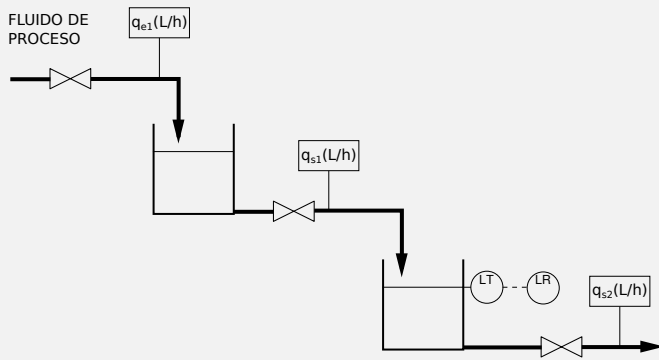 FLUIDO DE
PROCESO
qe1(L/h)
qs1(L/h)
LT
LR
qs2(L/h)